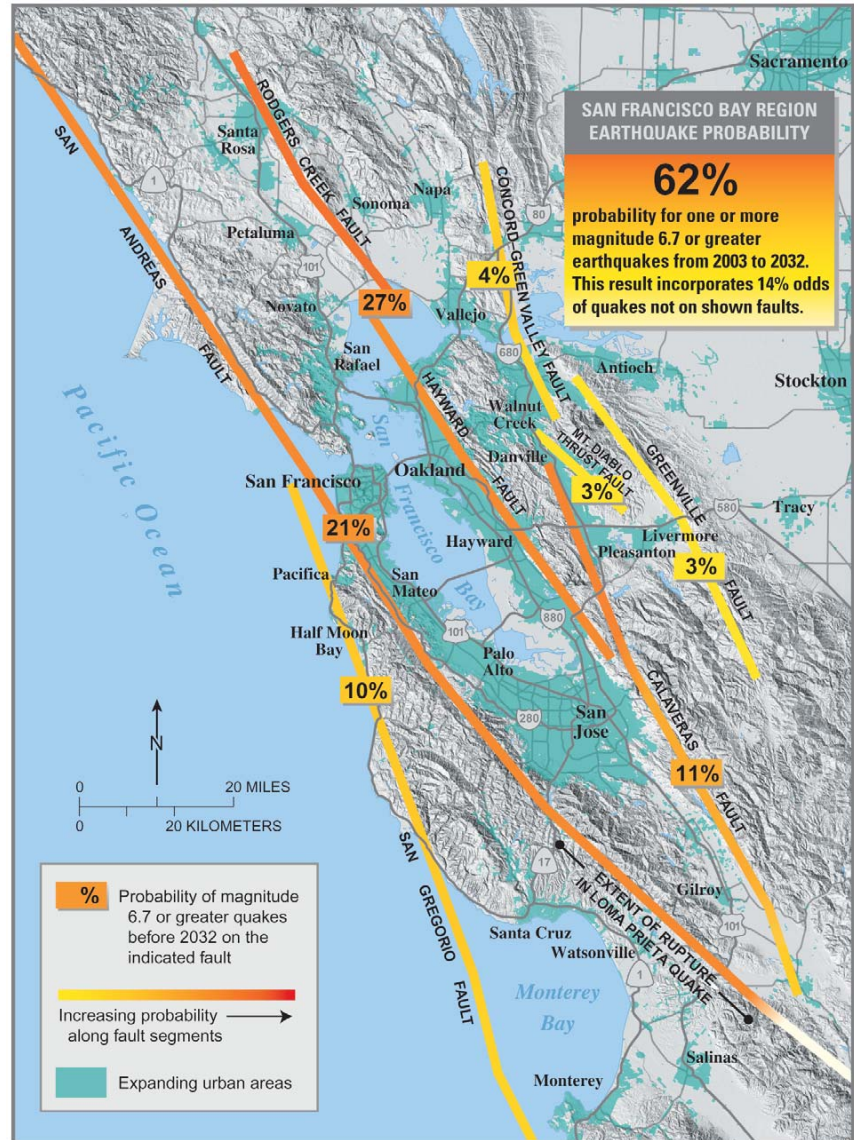 Sacramento
SAN FRANCISCO BAY REGION
EARTHQUAKE PROBABILITY
62%
probability for one or more
magnitude 6.7 or greater
earthquakes from 2003 to 2032.
This result incorporates 14% odds
of quakes not on shown faults.
SAN
ANDREAS
FAULT
1
RODGERS CREEK FAULT
Santa
Rosa
Sonoma
Napa
Petaluma
101
CONCORD–GREEN VALLEY FAULT
80
4%
27%
Novato
Vallejo
San
Rafael
680
HAYWARD
FAULT
Antioch
Stockton
Walnut
Creek
MT. DIABLO
THRUST FAULT
Danville
3%
GREENVILLE
FAULT
Pacific Ocean
San
Francisco
Bay
San Francisco
Oakland
21%
Hayward
Tracy
580
Livermore
Pleasanton
3%
Pacifica
San
Mateo
Half Moon
Bay
101
880
Palo
Alto
10%
280
San
Jose
CALAVERAS
FAULT
11%
N
0
20 MILES
0
20 KILOMETERS
SAN GREGORIO
FAULT
17
EXTENT OF RUPTURE
IN LOMA PRIETA QUAKE
Gilroy
101
Santa Cruz
Watsonville
1
Monterey
Bay
Salinas
Monterey
%
Probability of magnitude
6.7 or greater quakes
before 2032 on the
indicated fault
Increasing probability
along fault segments
Expanding urban areas